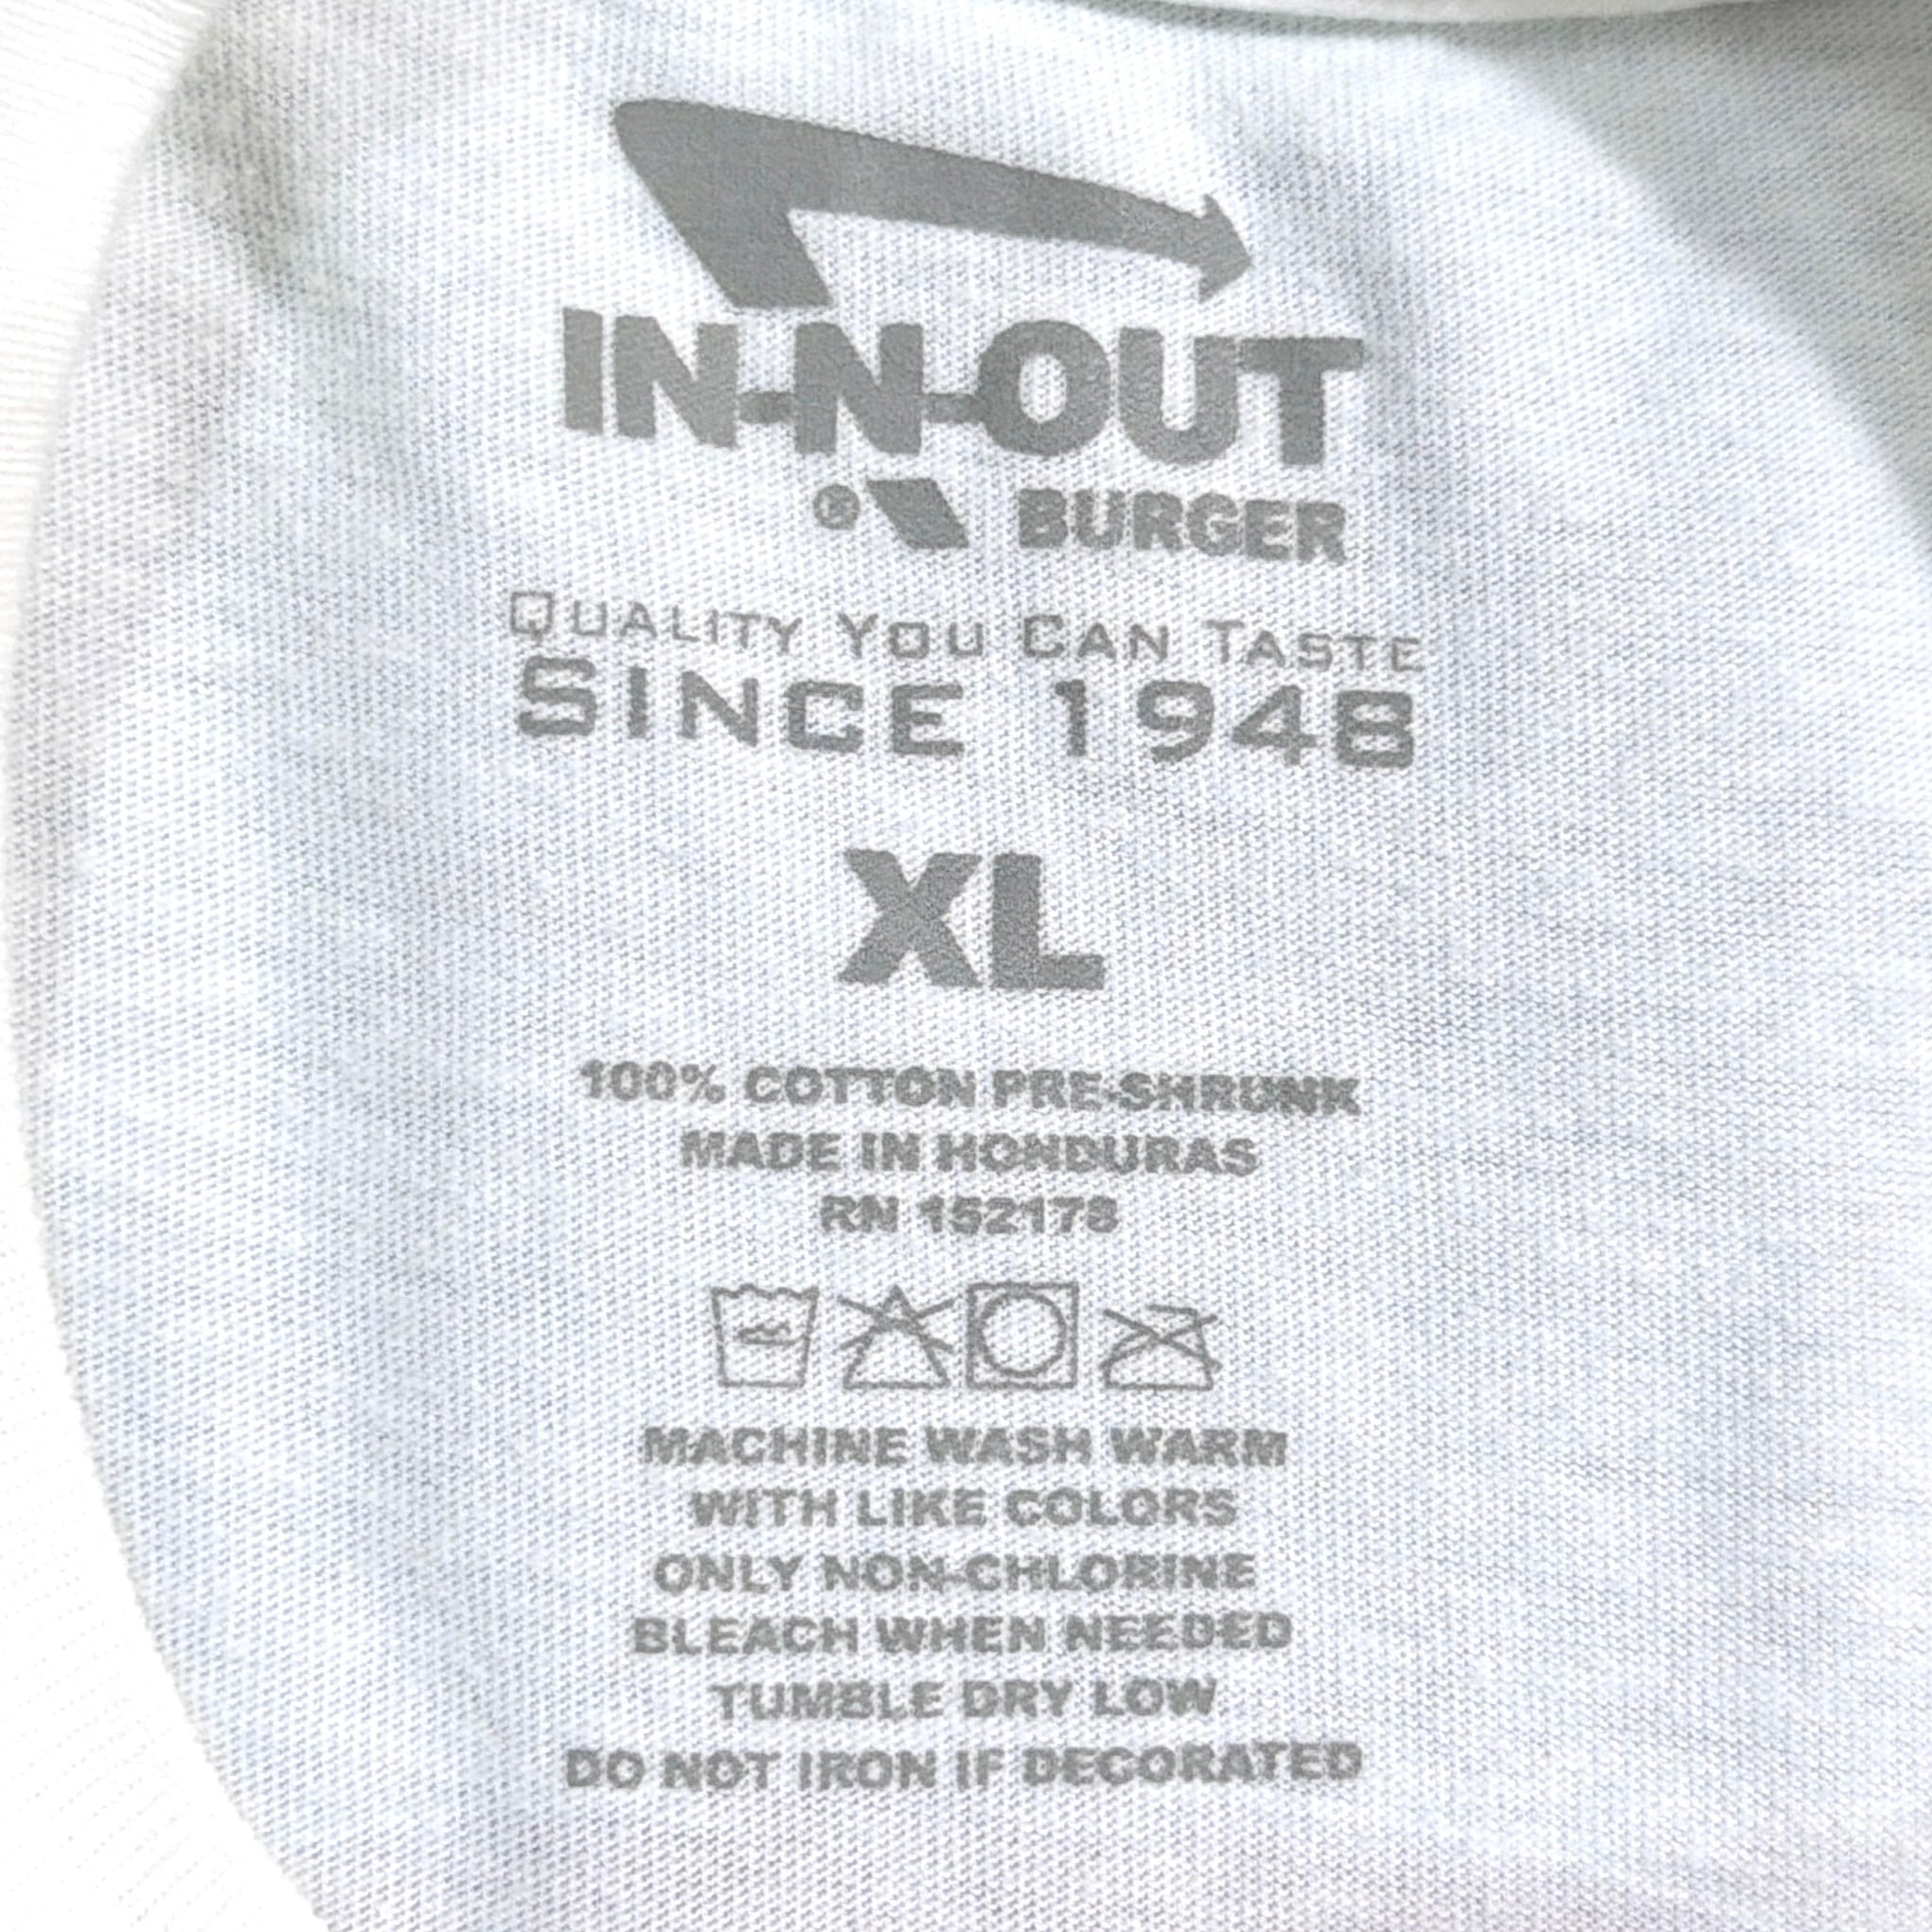 IN-N-OUT
® BURGER
QUALITY YOU CAN TASTE
SINCE 1948
XL
100% COTTON PRE-SHRUNK
MADE IN HONDURAS
RN 152178
MACHINE WASH WARM
WITH LIKE COLORS
ONLY NON-CHLORINE
BLEACH WHEN NEEDED
TUMBLE DRY LOW
DO NOT IRON IF DECORATED